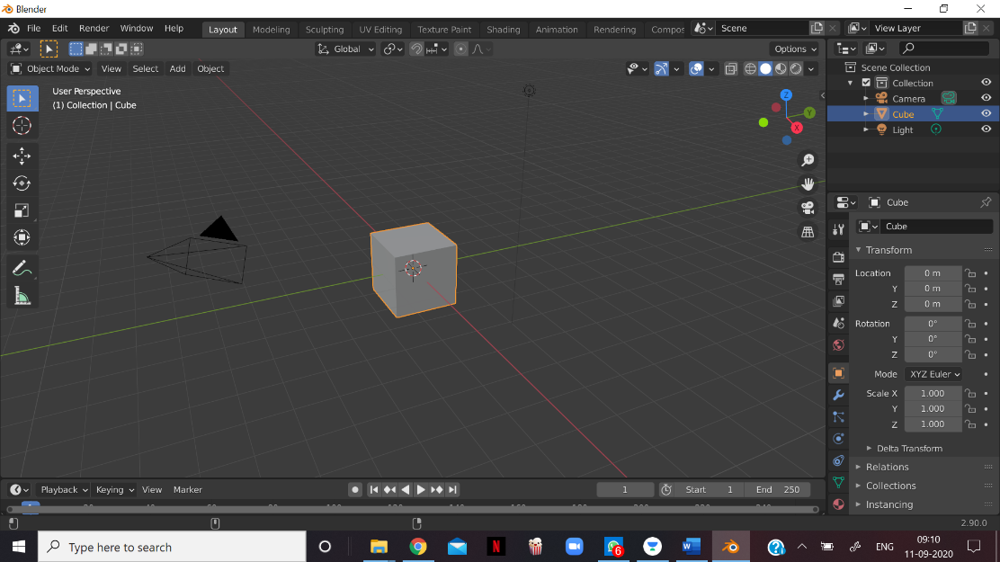 Blender
File Edit Render Window Help
Layout Modeling Sculpting UV Editing Texture Paint Shading Animation Rendering Compos
Scene
View Layer
Global
Options
Object Mode View Select Add Object
User Perspective
(1) Collection | Cube
Z
Y
X
Scene Collection
Collection
Camera
Cube
Light
Cube
Cube
Transform
Location 0 m
Y 0 m
Z 0 m
Rotation 0°
Y 0°
Z 0°
Mode XYZ Euler
Scale X 1.000
Y 1.000
Z 1.000
Delta Transform
Relations
Collections
Instancing
Playback Keying View Marker
1 Start 1 End 250
2.90.0
Type here to search
N
6
W
?
ENG
09:10
11-09-2020